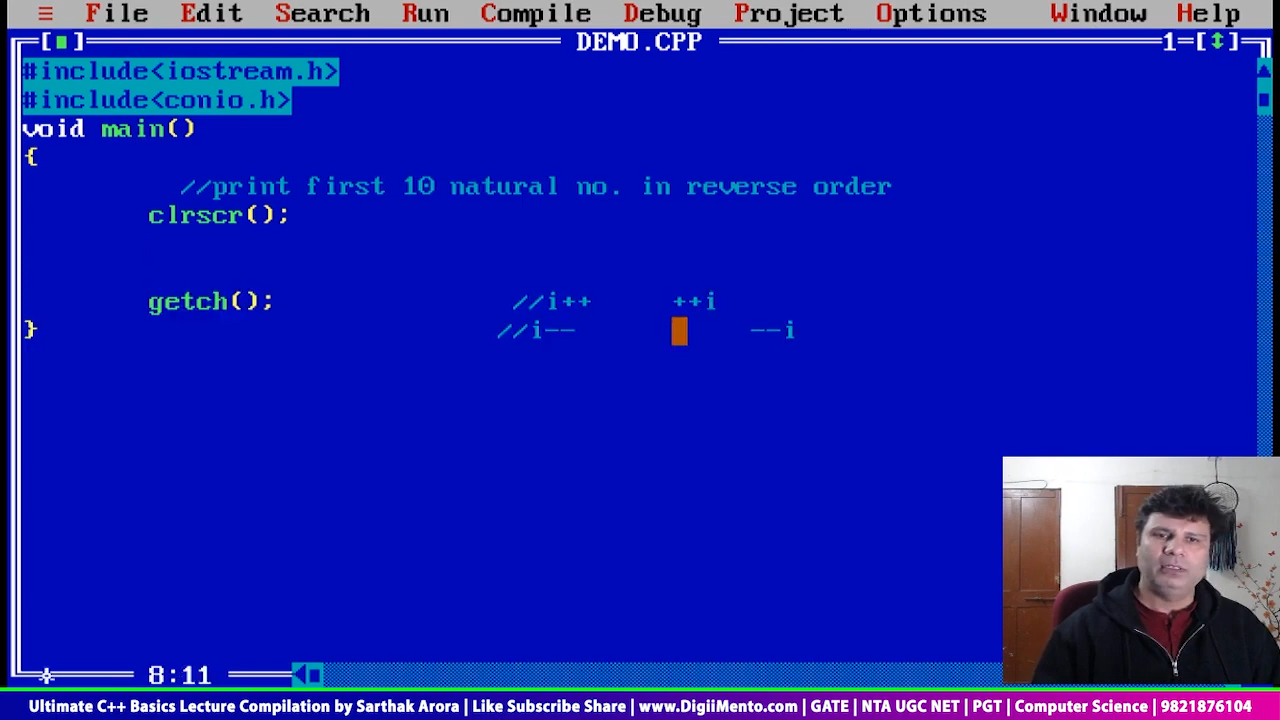 ≡ File Edit Search Run Compile Debug Project Options Window Help
[■] DEMO.CPP 1=[↕]
#include<iostream.h>
#include<conio.h>
void main()
{
//print first 10 natural no. in reverse order
clrscr();
getch(); //i++ ++i
} //i-- --i
8:11
Ultimate C++ Basics Lecture Compilation by Sarthak Arora | Like Subscribe Share | www.DigiiMento.com | GATE | NTA UGC NET | PGT | Computer Science | 9821876104